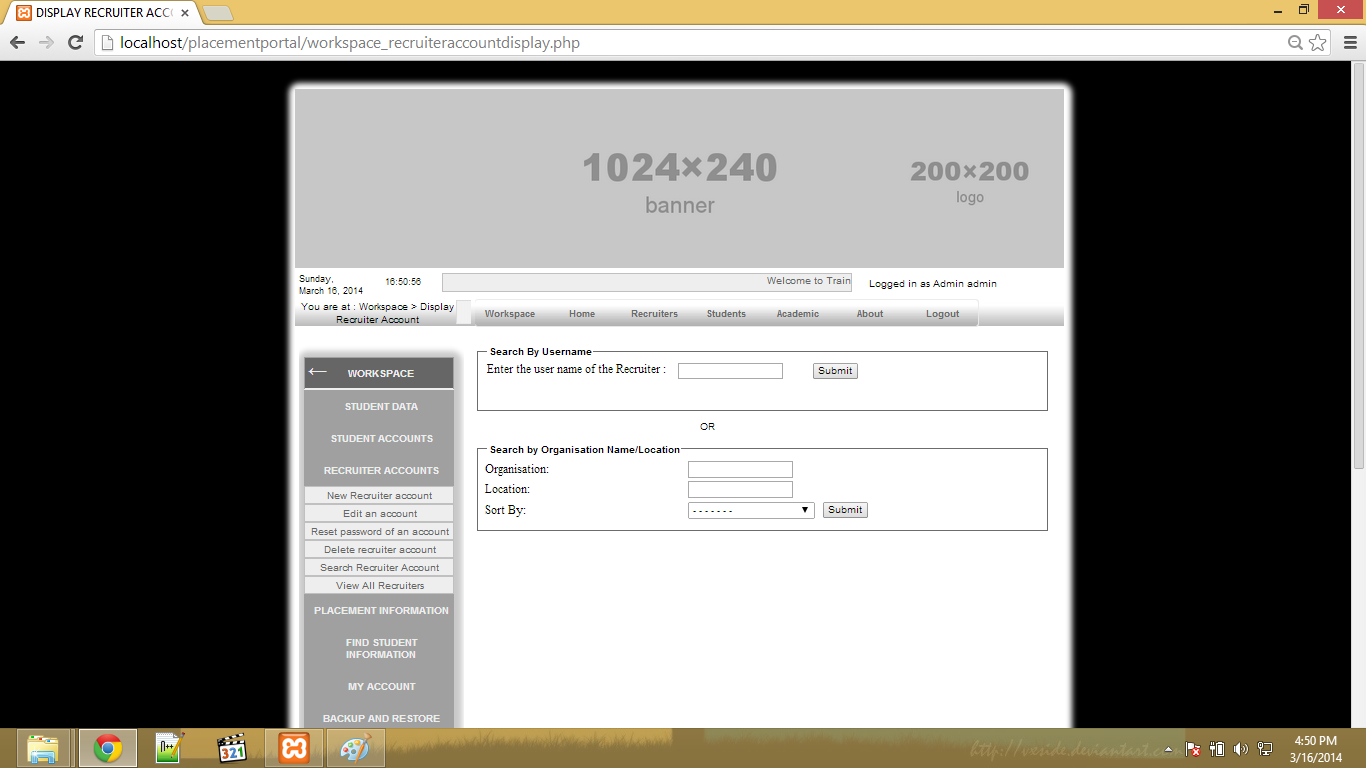 DISPLAY RECRUITER ACC
localhost/placementportal/workspace_recruiteraccountdisplay.php
1024×240
banner
200×200
logo
Sunday,
March 16, 2014
16:50:56
Welcome to Train
Logged in as Admin admin
You are at : Workspace > Display
Recruiter Account
Workspace Home Recruiters Students Academic About Logout
WORKSPACE
STUDENT DATA
STUDENT ACCOUNTS
RECRUITER ACCOUNTS
New Recruiter account
Edit an account
Reset password of an account
Delete recruiter account
Search Recruiter Account
View All Recruiters
PLACEMENT INFORMATION
FIND STUDENT
INFORMATION
MY ACCOUNT
BACKUP AND RESTORE
Search By Username
Enter the user name of the Recruiter : Submit
OR
Search by Organisation Name/Location
Organisation:
Location:
Sort By: - - - - - - - Submit
321
http://veside.deviantart.com
4:50 PM
3/16/2014